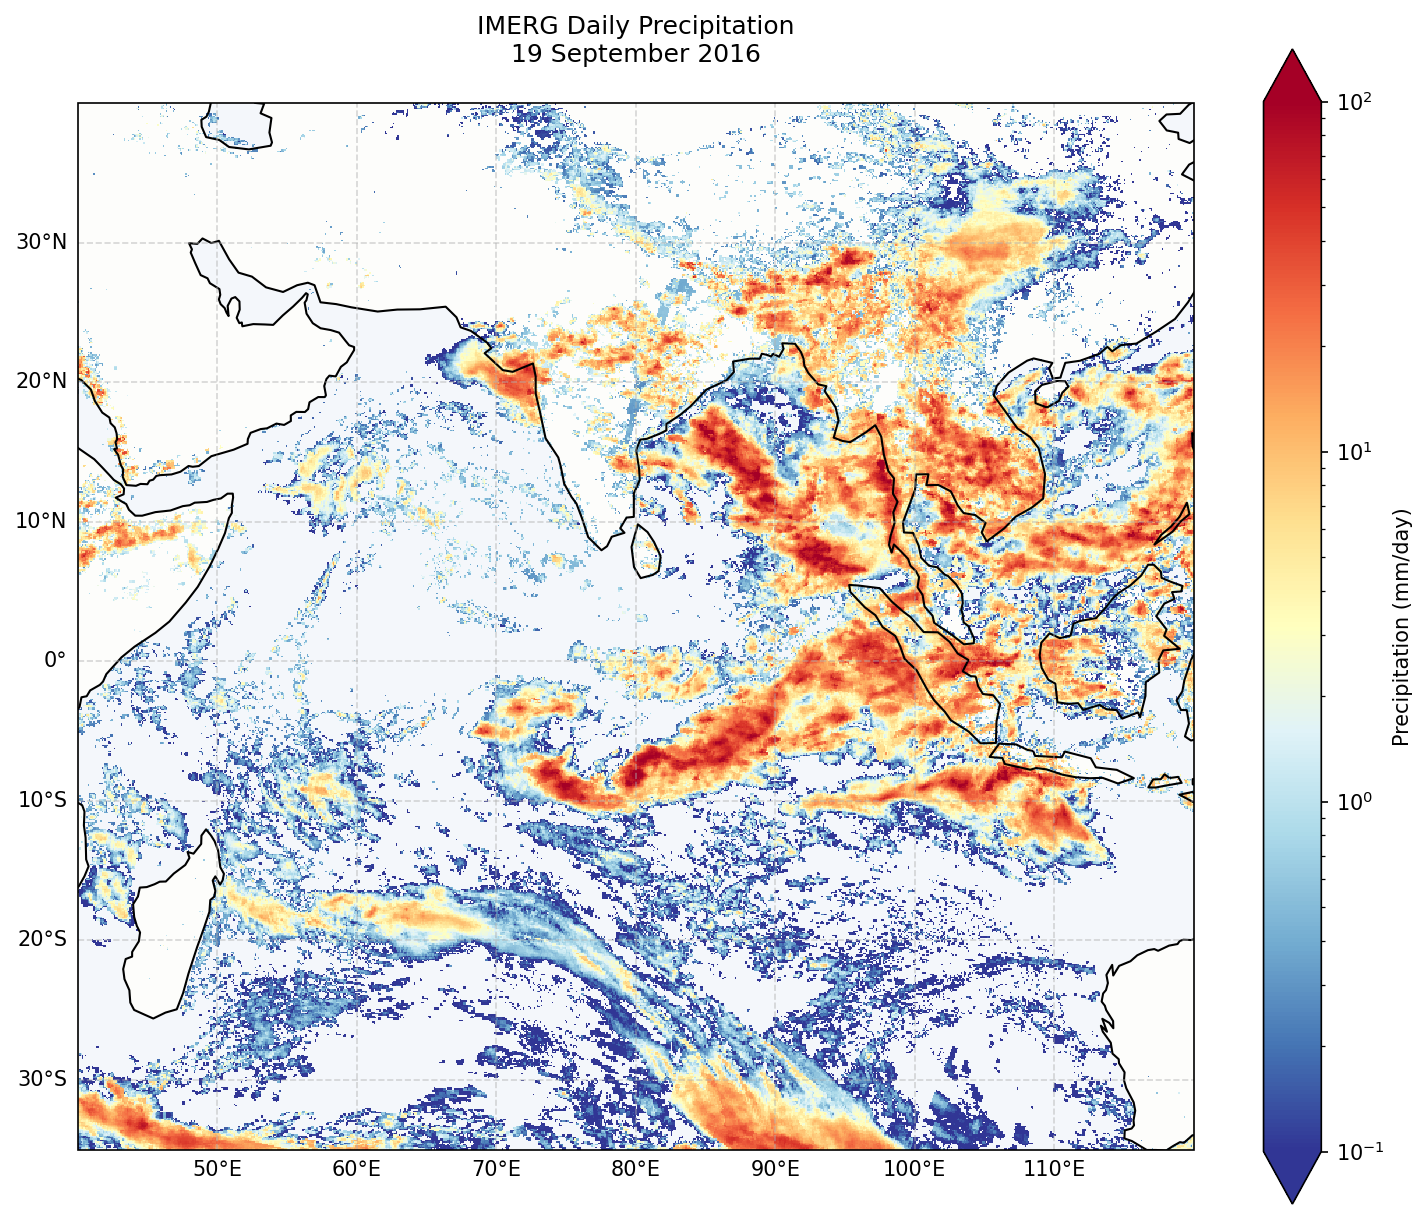 IMERG Daily Precipitation
19 September 2016
30°N
20°N
10°N
0°
10°S
20°S
30°S
50°E
60°E
70°E
80°E
90°E
100°E
110°E
10²
10¹
10⁰
10⁻¹
Precipitation (mm/day)